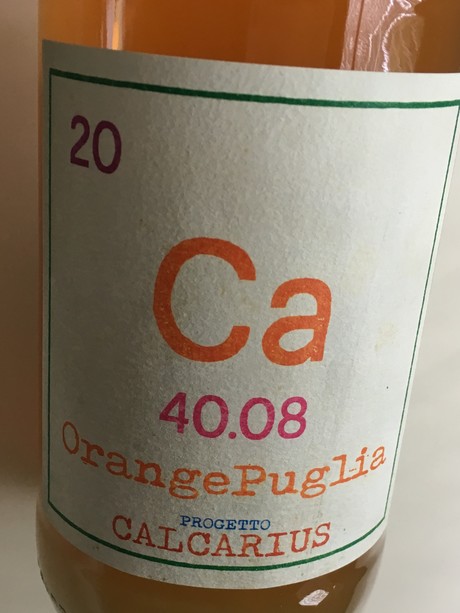 20
Ca
40.08
OrangePuglia
PROGETTO
CALCARIUS